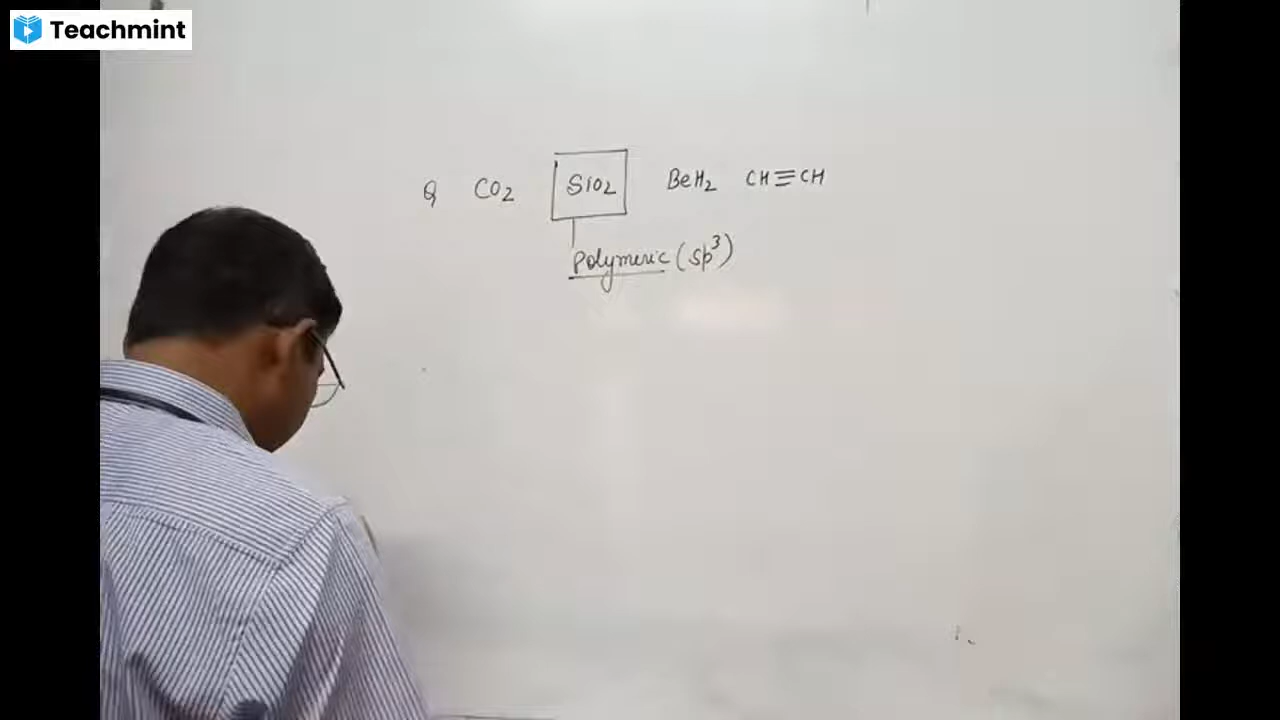 Teachmint
Q CO2 SiO2 BeH2 CH≡CH
Polymeric (sp³)